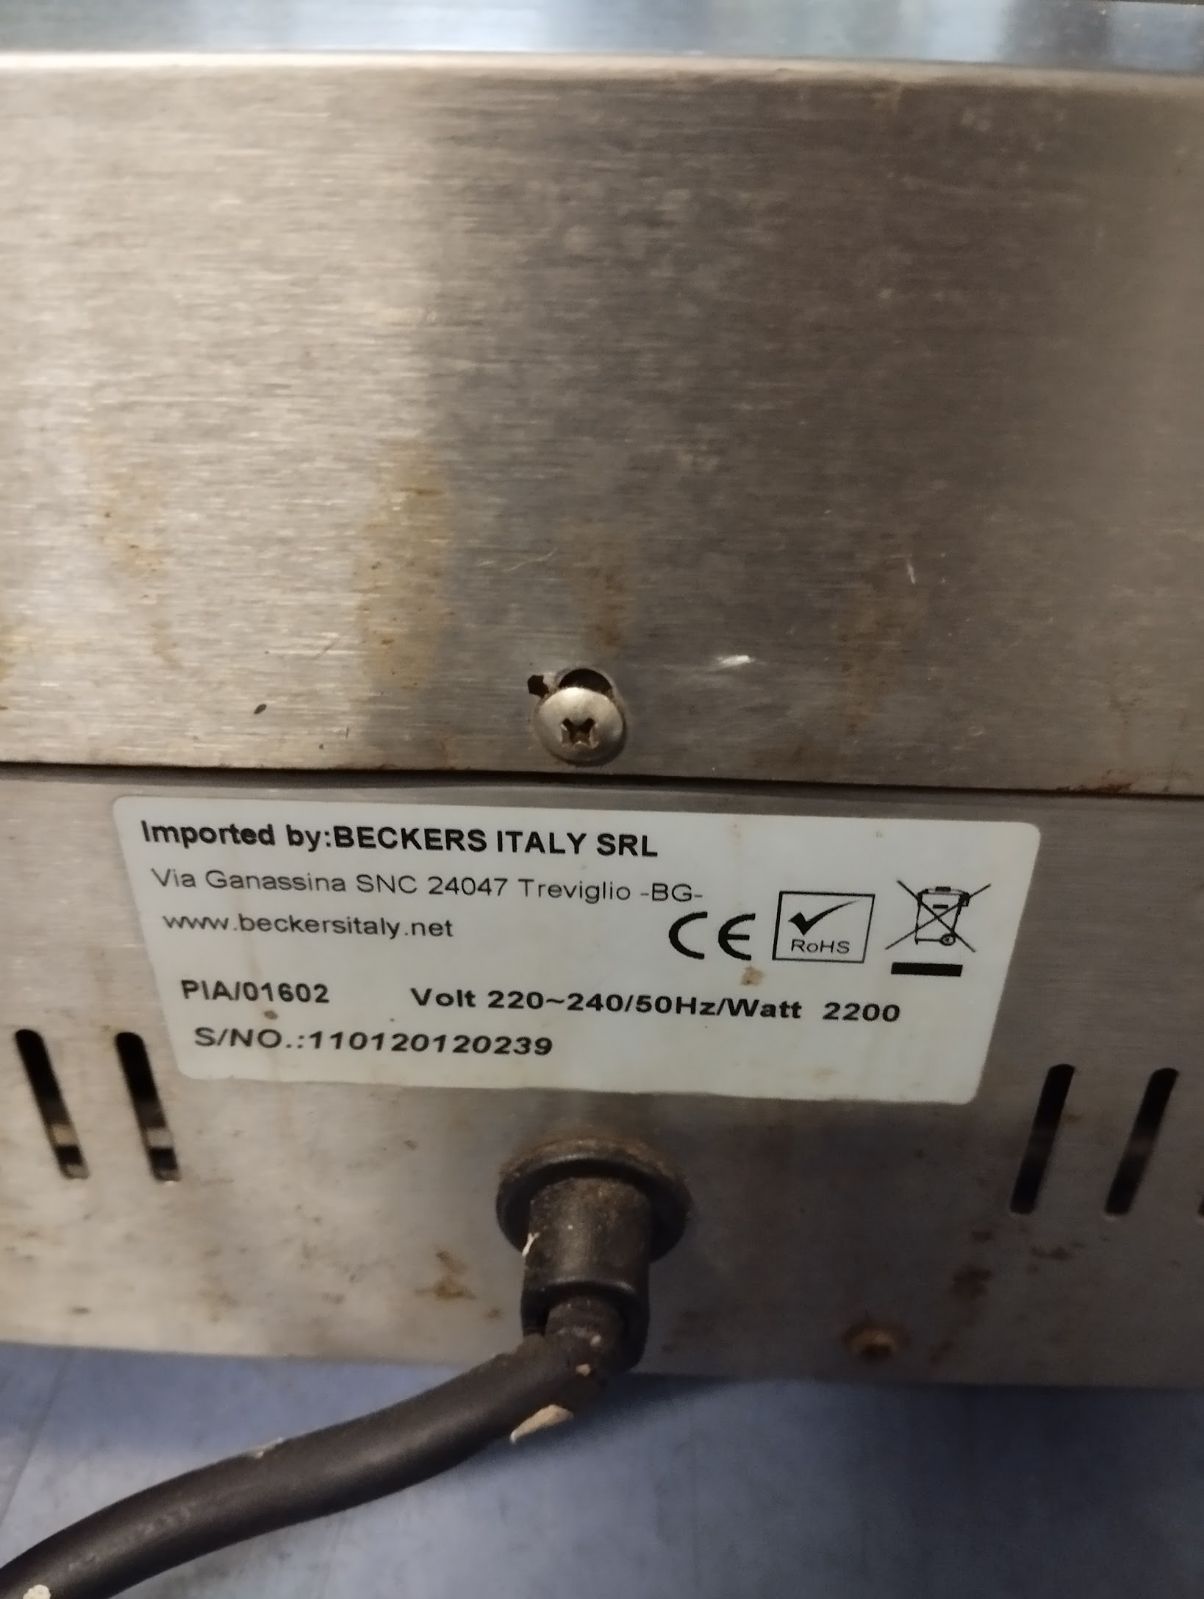 Imported by:BECKERS ITALY SRL
Via Ganassina SNC 24047 Treviglio -BG-
www.beckersitaly.net
CE
RoHS
PIA/01602 Volt 220~240/50Hz/Watt 2200
S/NO.:110120120239